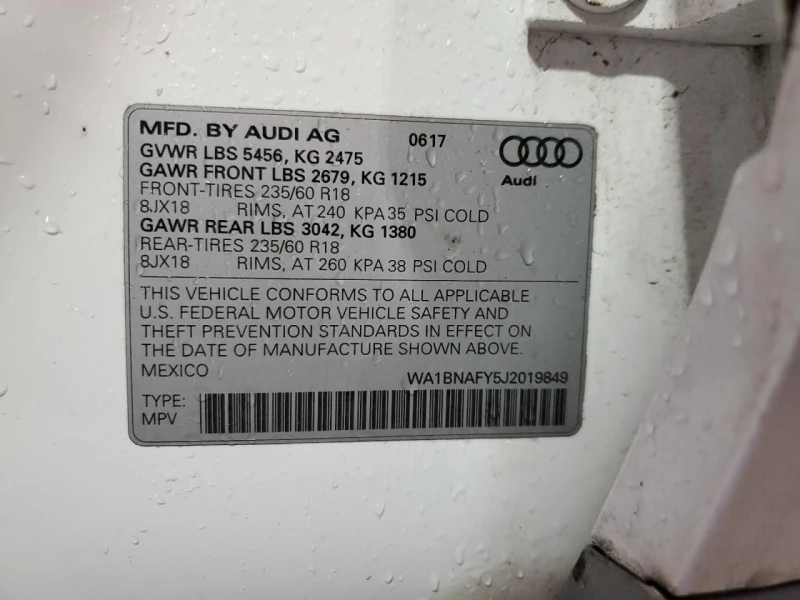 MFD. BY AUDI AG 0617
GVWR LBS 5456, KG 2475
GAWR FRONT LBS 2679, KG 1215
Audi
FRONT-TIRES 235/60 R18
8JX18 RIMS, AT 240 KPA 35 PSI COLD
GAWR REAR LBS 3042, KG 1380
REAR-TIRES 235/60 R18
8JX18 RIMS, AT 260 KPA 38 PSI COLD
THIS VEHICLE CONFORMS TO ALL APPLICABLE
U.S. FEDERAL MOTOR VEHICLE SAFETY AND
THEFT PREVENTION STANDARDS IN EFFECT ON
THE DATE OF MANUFACTURE SHOWN ABOVE.
MEXICO WA1BNAFY5J2019849
TYPE:
MPV